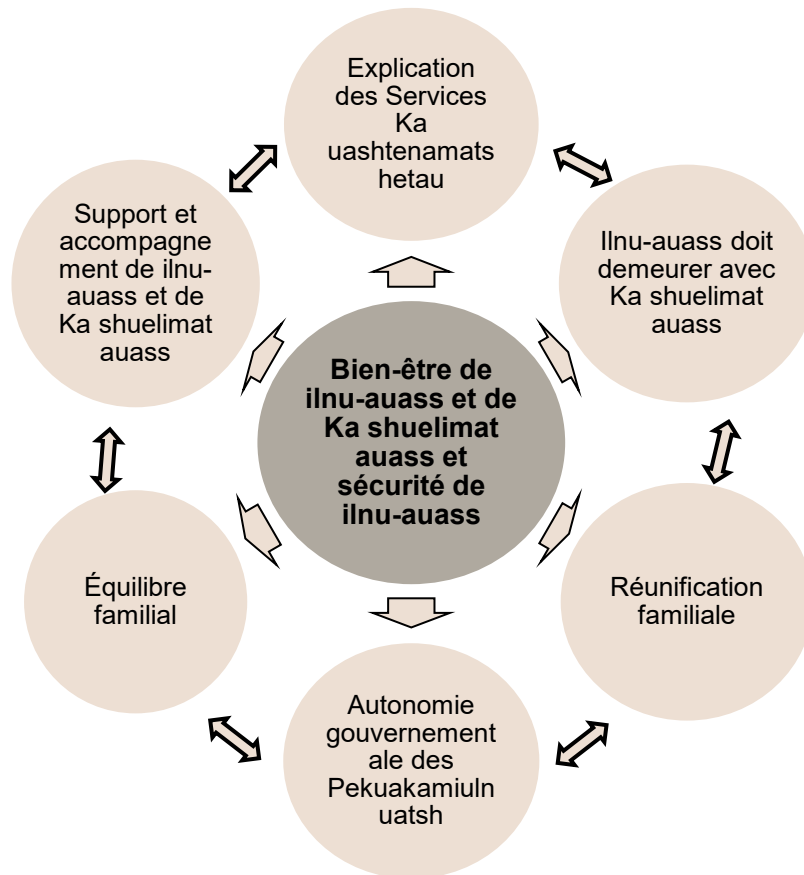 Explication
des Services
Ka
uashtenamats
hetau
Support et
accompagne
ment de ilnu-
auass et de
Ka shuelimat
auass
Ilnu-auass doit
demeurer avec
Ka shuelimat
auass
Bien-être de
ilnu-auass et de
Ka shuelimat
auass et
sécurité de
ilnu-auass
Équilibre
familial
Réunification
familiale
Autonomie
gouvernement
ale des
Pekuakamiuln
uatsh